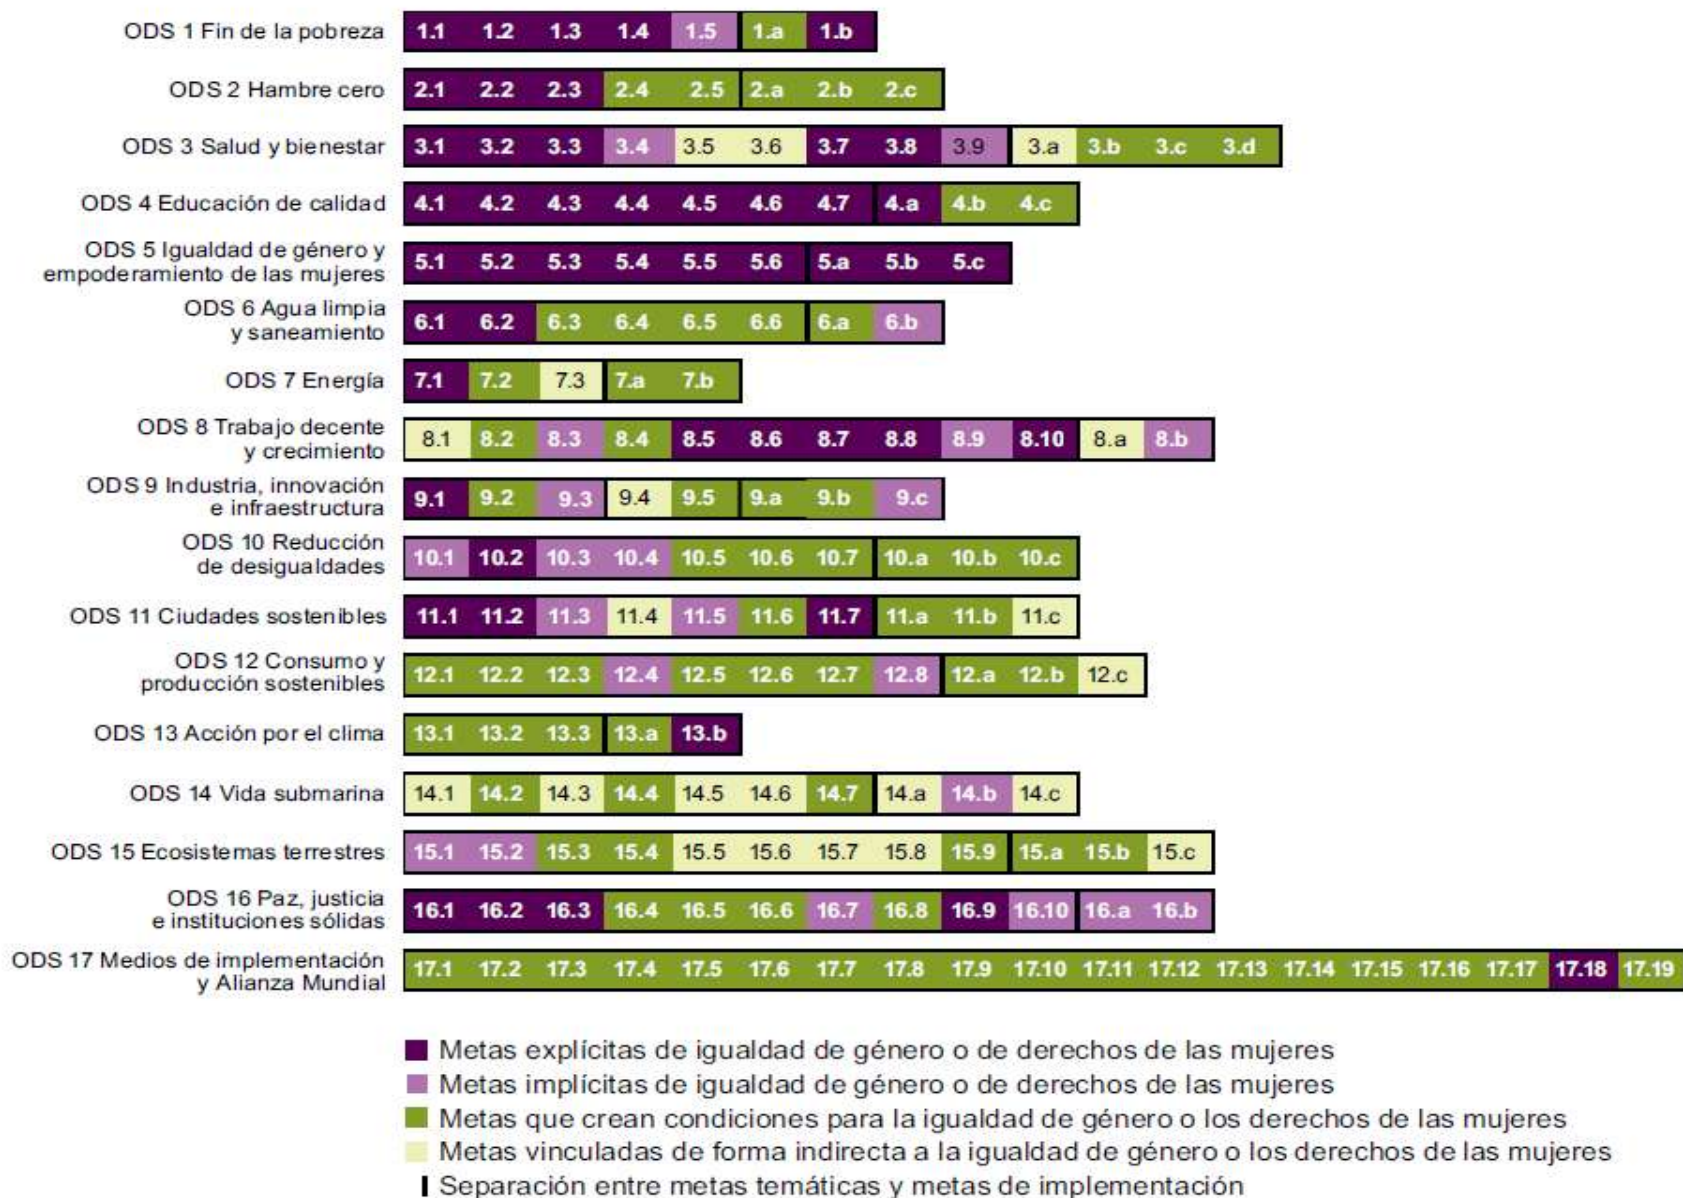 ODS 1 Fin de la pobreza 1.1 1.2 1.3 1.4 1.5 1.a 1.b
ODS 2 Hambre cero 2.1 2.2 2.3 2.4 2.5 2.a 2.b 2.c
ODS 3 Salud y bienestar 3.1 3.2 3.3 3.4 3.5 3.6 3.7 3.8 3.9 3.a 3.b 3.c 3.d
ODS 4 Educación de calidad 4.1 4.2 4.3 4.4 4.5 4.6 4.7 4.a 4.b 4.c
ODS 5 Igualdad de género y
empoderamiento de las mujeres 5.1 5.2 5.3 5.4 5.5 5.6 5.a 5.b 5.c
ODS 6 Agua limpia
y saneamiento 6.1 6.2 6.3 6.4 6.5 6.6 6.a 6.b
ODS 7 Energía 7.1 7.2 7.3 7.a 7.b
ODS 8 Trabajo decente
y crecimiento 8.1 8.2 8.3 8.4 8.5 8.6 8.7 8.8 8.9 8.10 8.a 8.b
ODS 9 Industria, innovación
e infraestructura 9.1 9.2 9.3 9.4 9.5 9.a 9.b 9.c
ODS 10 Reducción
de desigualdades 10.1 10.2 10.3 10.4 10.5 10.6 10.7 10.a 10.b 10.c
ODS 11 Ciudades sostenibles 11.1 11.2 11.3 11.4 11.5 11.6 11.7 11.a 11.b 11.c
ODS 12 Consumo y
producción sostenibles 12.1 12.2 12.3 12.4 12.5 12.6 12.7 12.8 12.a 12.b 12.c
ODS 13 Acción por el clima 13.1 13.2 13.3 13.a 13.b
ODS 14 Vida submarina 14.1 14.2 14.3 14.4 14.5 14.6 14.7 14.a 14.b 14.c
ODS 15 Ecosistemas terrestres 15.1 15.2 15.3 15.4 15.5 15.6 15.7 15.8 15.9 15.a 15.b 15.c
ODS 16 Paz, justicia
e instituciones sólidas 16.1 16.2 16.3 16.4 16.5 16.6 16.7 16.8 16.9 16.10 16.a 16.b
ODS 17 Medios de implementación
y Alianza Mundial 17.1 17.2 17.3 17.4 17.5 17.6 17.7 17.8 17.9 17.10 17.11 17.12 17.13 17.14 17.15 17.16 17.17 17.18 17.19
Metas explícitas de igualdad de género o de derechos de las mujeres
Metas implícitas de igualdad de género o de derechos de las mujeres
Metas que crean condiciones para la igualdad de género o los derechos de las mujeres
Metas vinculadas de forma indirecta a la igualdad de género o los derechos de las mujeres
Separación entre metas temáticas y metas de implementación